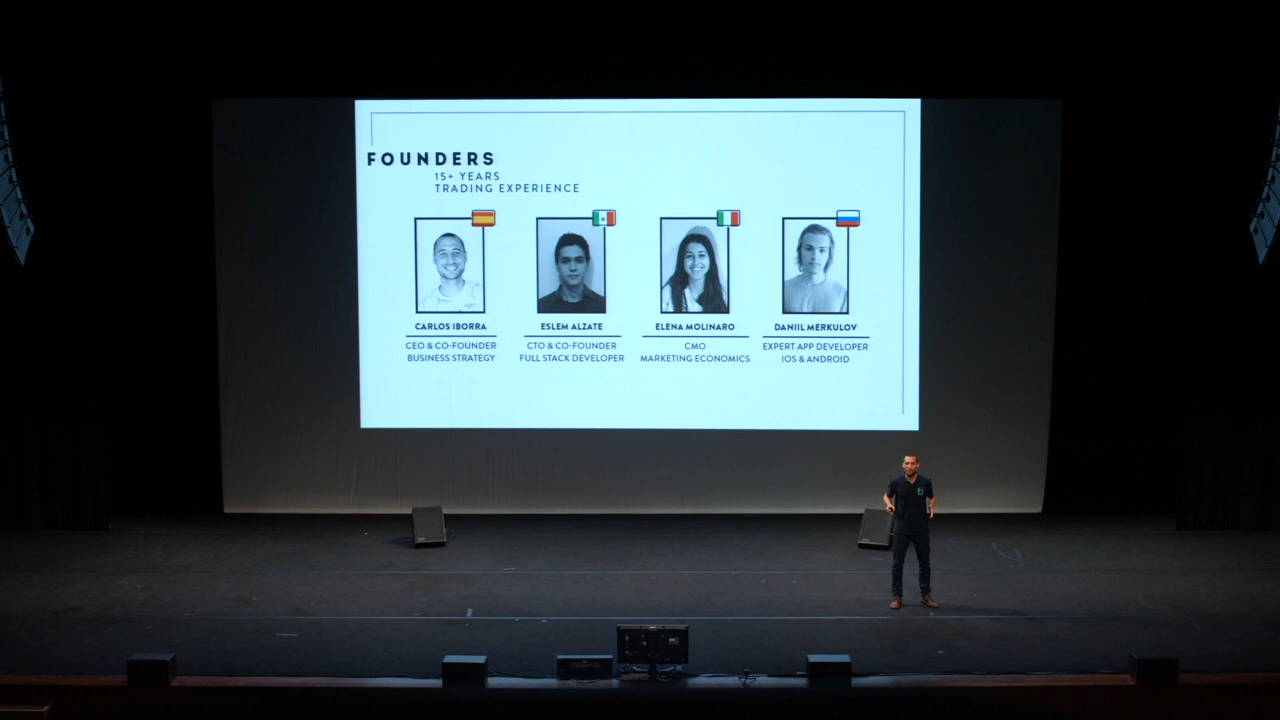 FOUNDERS
15+ YEARS
TRADING EXPERIENCE
CARLOS IBORRA
CEO & CO-FOUNDER
BUSINESS STRATEGY
ESLEM ALZATE
CTO & CO-FOUNDER
FULL STACK DEVELOPER
ELENA MOLINARO
CMO
MARKETING ECONOMICS
DANIIL MERKULOV
EXPERT APP DEVELOPER
IOS & ANDROID